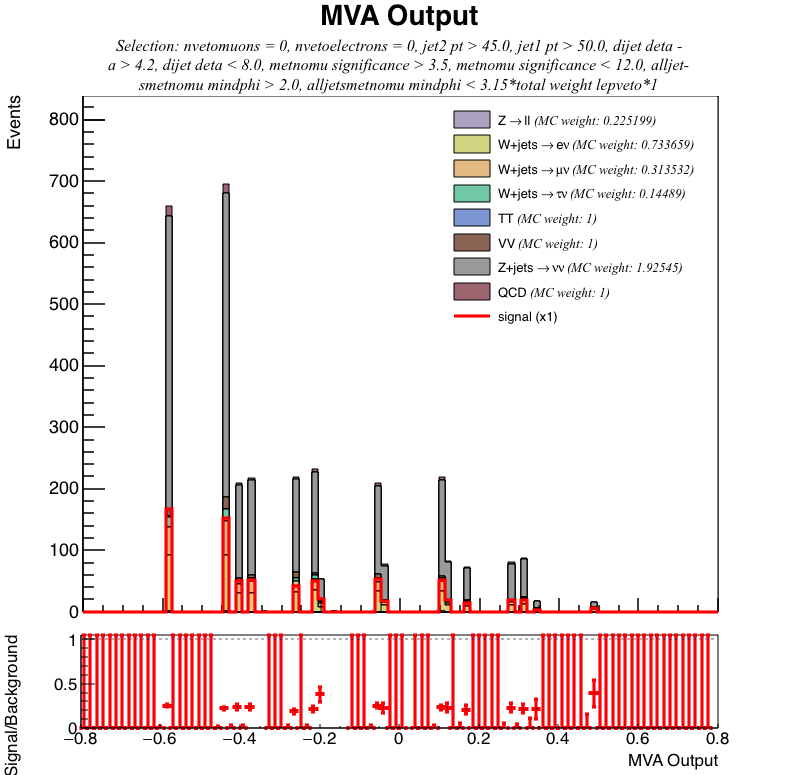 MVA Output
Selection: nvetomuons = 0, nvetoelectrons = 0, jet2 pt > 45.0, jet1 pt > 50.0, dijet deta -
a > 4.2, dijet deta < 8.0, metnomu significance > 3.5, metnomu significance < 12.0, alljet-
smetnomu mindphi > 2.0, alljetsmetnomu mindphi < 3.15*total weight lepveto*1
Events
800
700
600
500
400
300
200
100
0
Z→ll (MC weight: 0.225199)
W+jets→eν (MC weight: 0.733659)
W+jets→μν (MC weight: 0.313532)
W+jets→τν (MC weight: 0.14489)
TT (MC weight: 1)
VV (MC weight: 1)
Z+jets→νν (MC weight: 1.92545)
QCD (MC weight: 1)
signal (x1)
Signal/Background
1
0.5
0
−0.8 −0.6 −0.4 −0.2 0 0.2 0.4 0.6 0.8
MVA Output